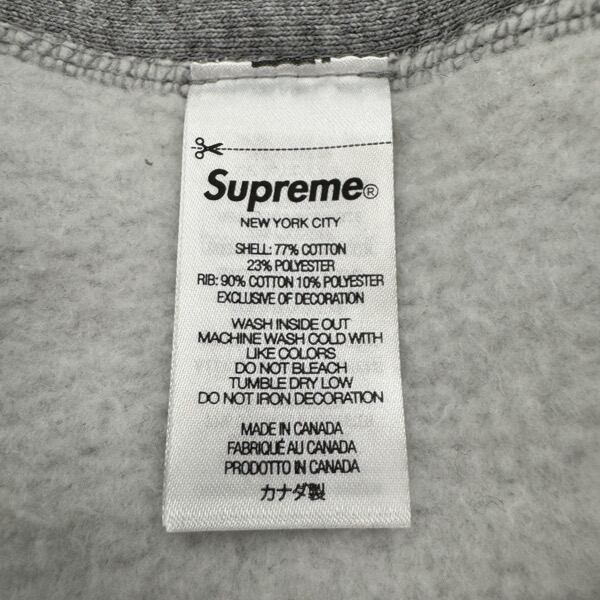 Supreme®
NEW YORK CITY
SHELL: 77% COTTON
23% POLYESTER
RIB: 90% COTTON 10% POLYESTER
EXCLUSIVE OF DECORATION
WASH INSIDE OUT
MACHINE WASH COLD WITH
LIKE COLORS
DO NOT BLEACH
TUMBLE DRY LOW
DO NOT IRON DECORATION
MADE IN CANADA
FABRIQUÉ AU CANADA
PRODOTTO IN CANADA
カナダ製